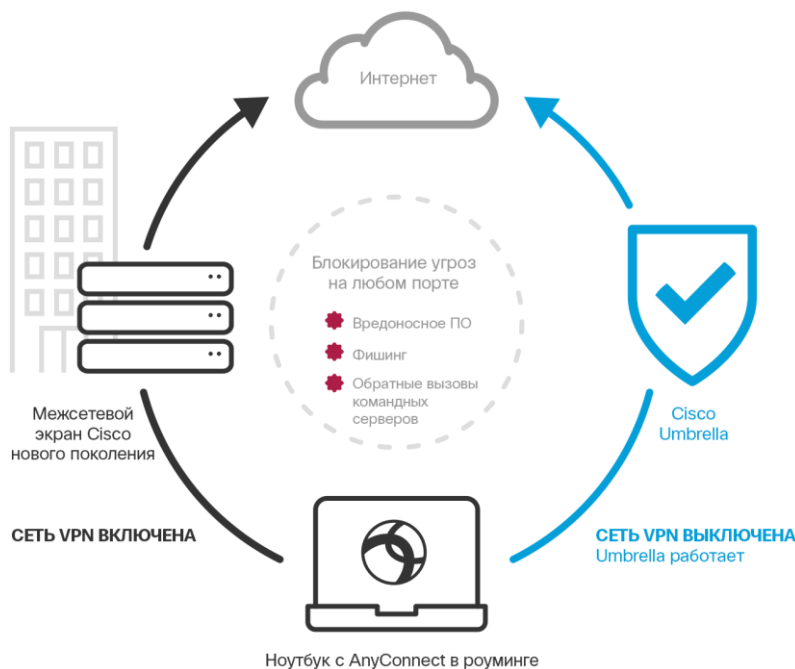 Интернет
Блокирование угроз
на любом порте
Вредоносное ПО
Фишинг
Обратные вызовы
командных
серверов
Межсетевой
экран Cisco
нового поколения
Cisco
Umbrella
СЕТЬ VPN ВКЛЮЧЕНА
СЕТЬ VPN ВЫКЛЮЧЕНА
Umbrella работает
Ноутбук с AnyConnect в роуминге